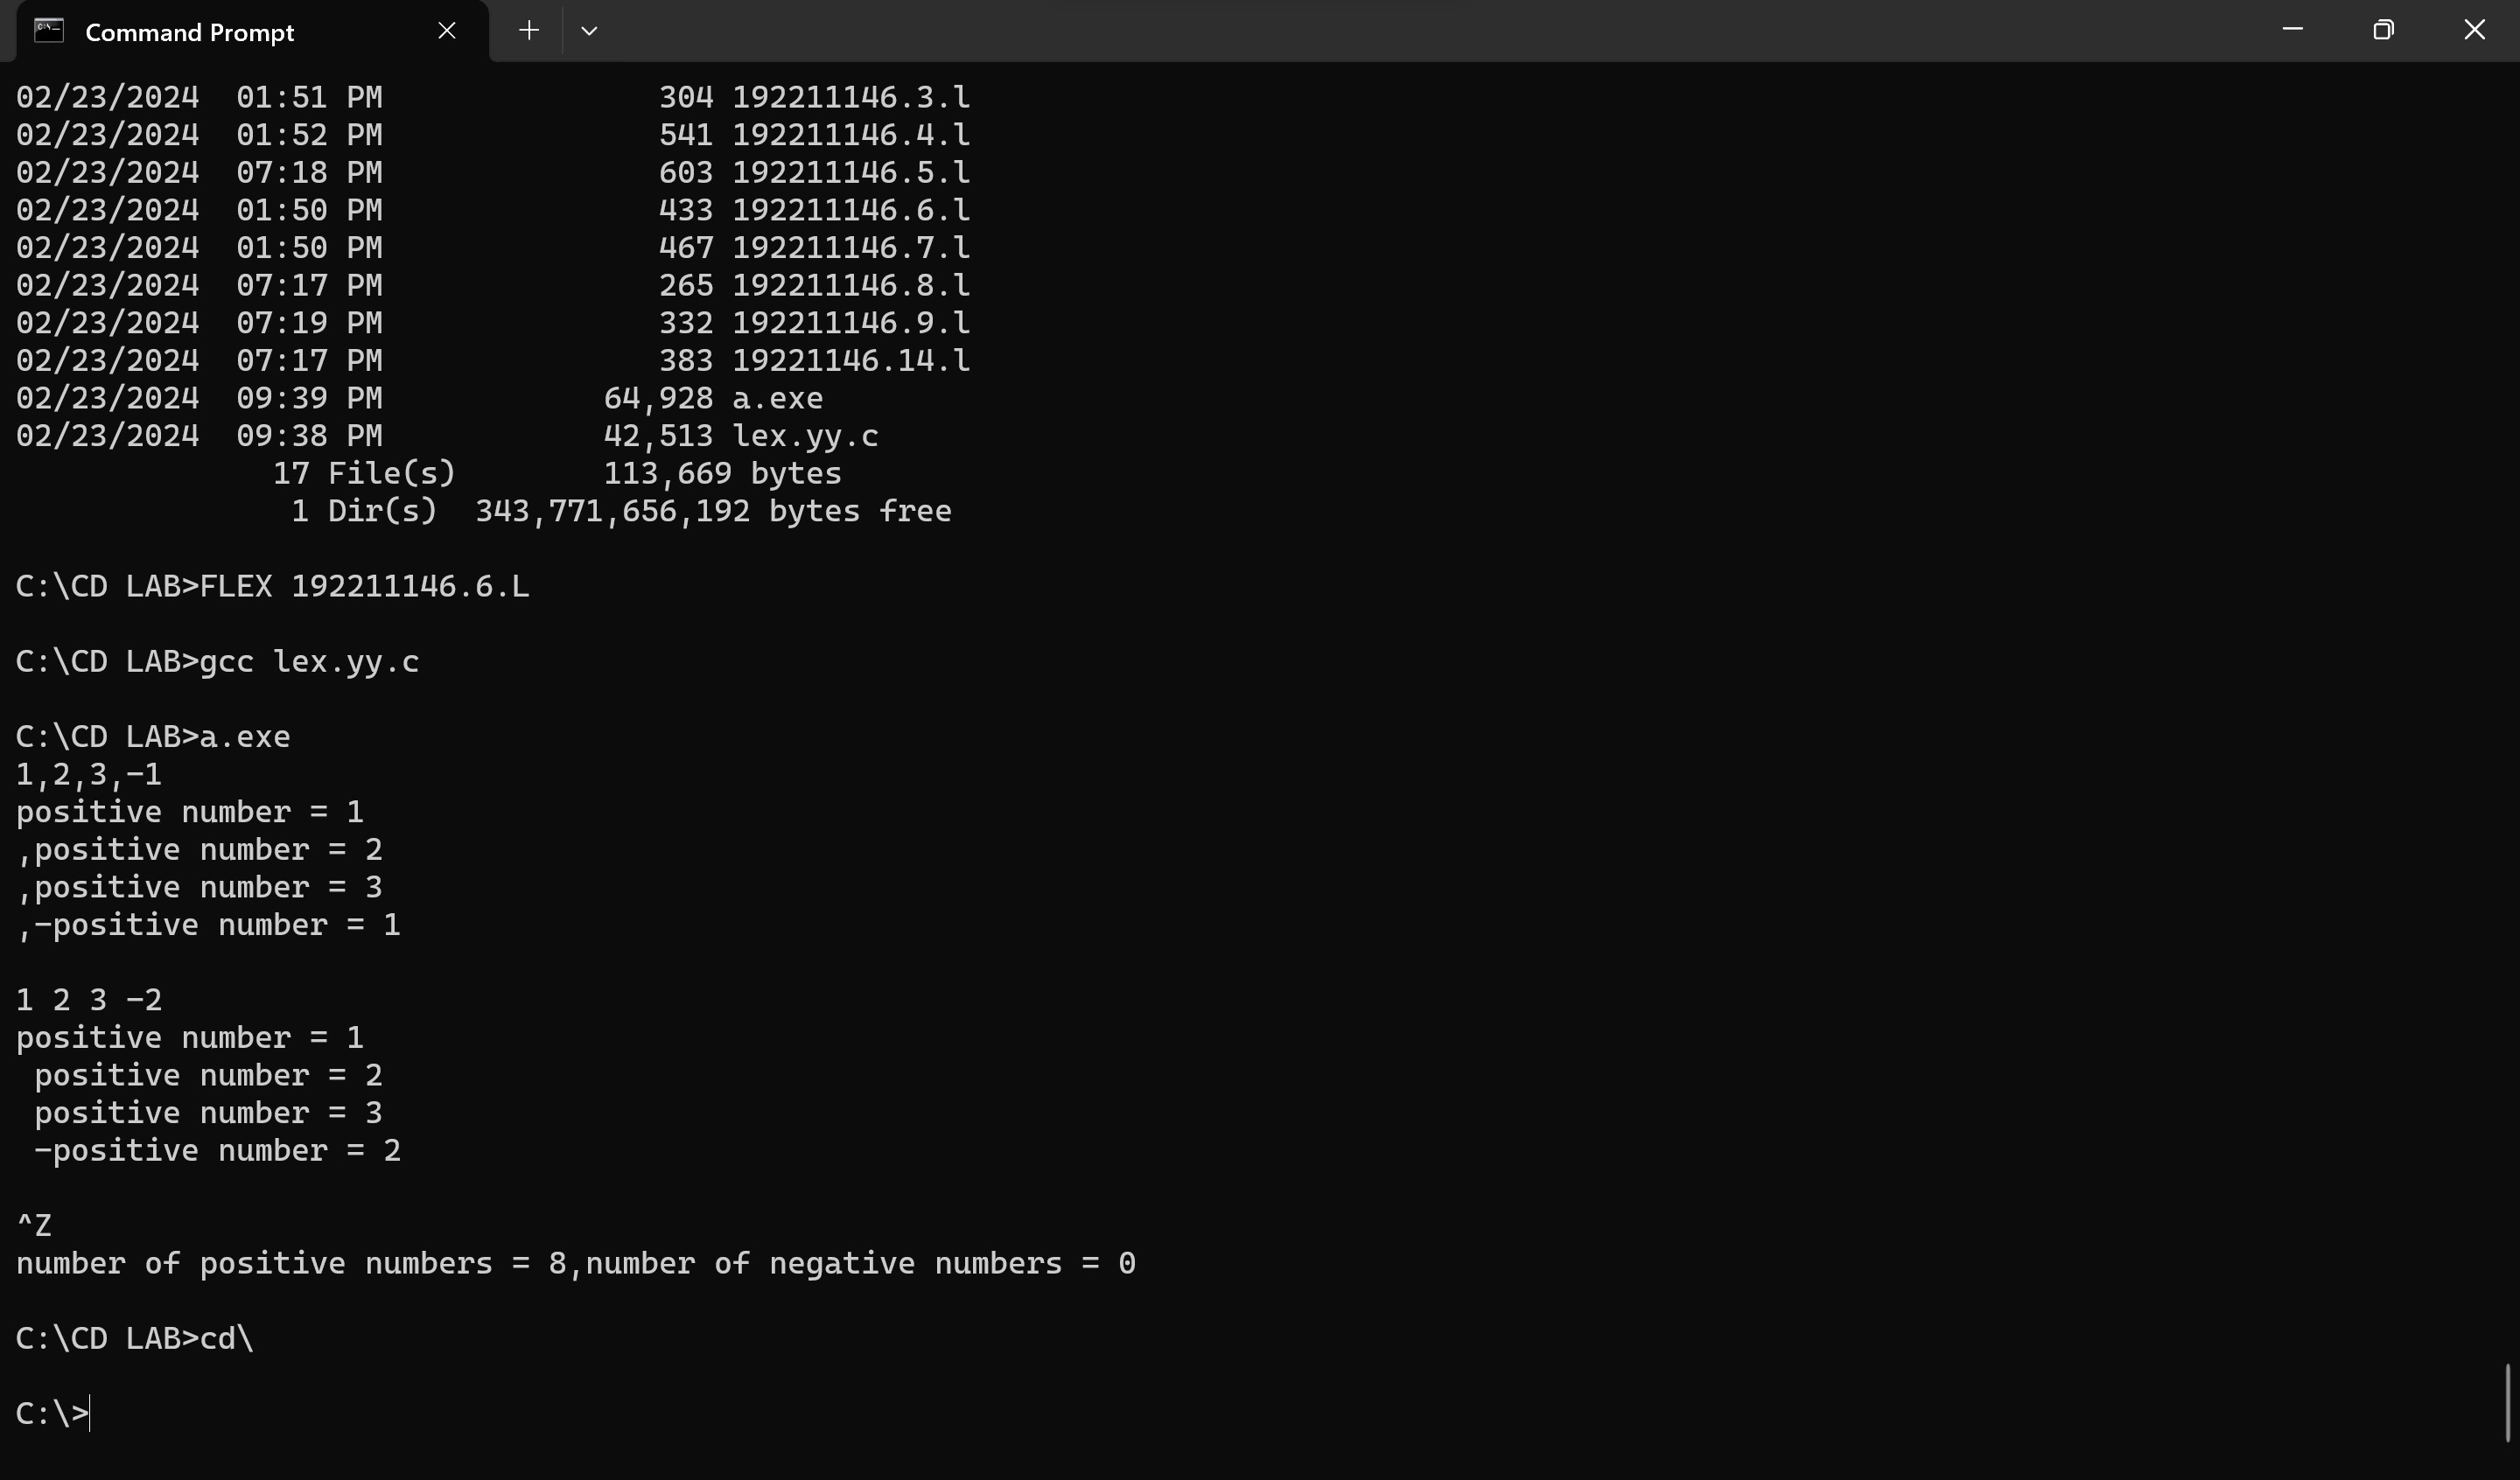 Command Prompt
02/23/2024  01:51 PM               304 192211146.3.l
02/23/2024  01:52 PM               541 192211146.4.l
02/23/2024  07:18 PM               603 192211146.5.l
02/23/2024  01:50 PM               433 192211146.6.l
02/23/2024  01:50 PM               467 192211146.7.l
02/23/2024  07:17 PM               265 192211146.8.l
02/23/2024  07:19 PM               332 192211146.9.l
02/23/2024  07:17 PM               383 19221146.14.l
02/23/2024  09:39 PM            64,928 a.exe
02/23/2024  09:38 PM            42,513 lex.yy.c
              17 File(s)        113,669 bytes
               1 Dir(s)  343,771,656,192 bytes free
C:\CD LAB>FLEX 192211146.6.L
C:\CD LAB>gcc lex.yy.c
C:\CD LAB>a.exe
1,2,3,-1
positive number = 1
,positive number = 2
,positive number = 3
,-positive number = 1
1 2 3 -2
positive number = 1
 positive number = 2
 positive number = 3
 -positive number = 2
^Z
number of positive numbers = 8,number of negative numbers = 0
C:\CD LAB>cd\
C:\>